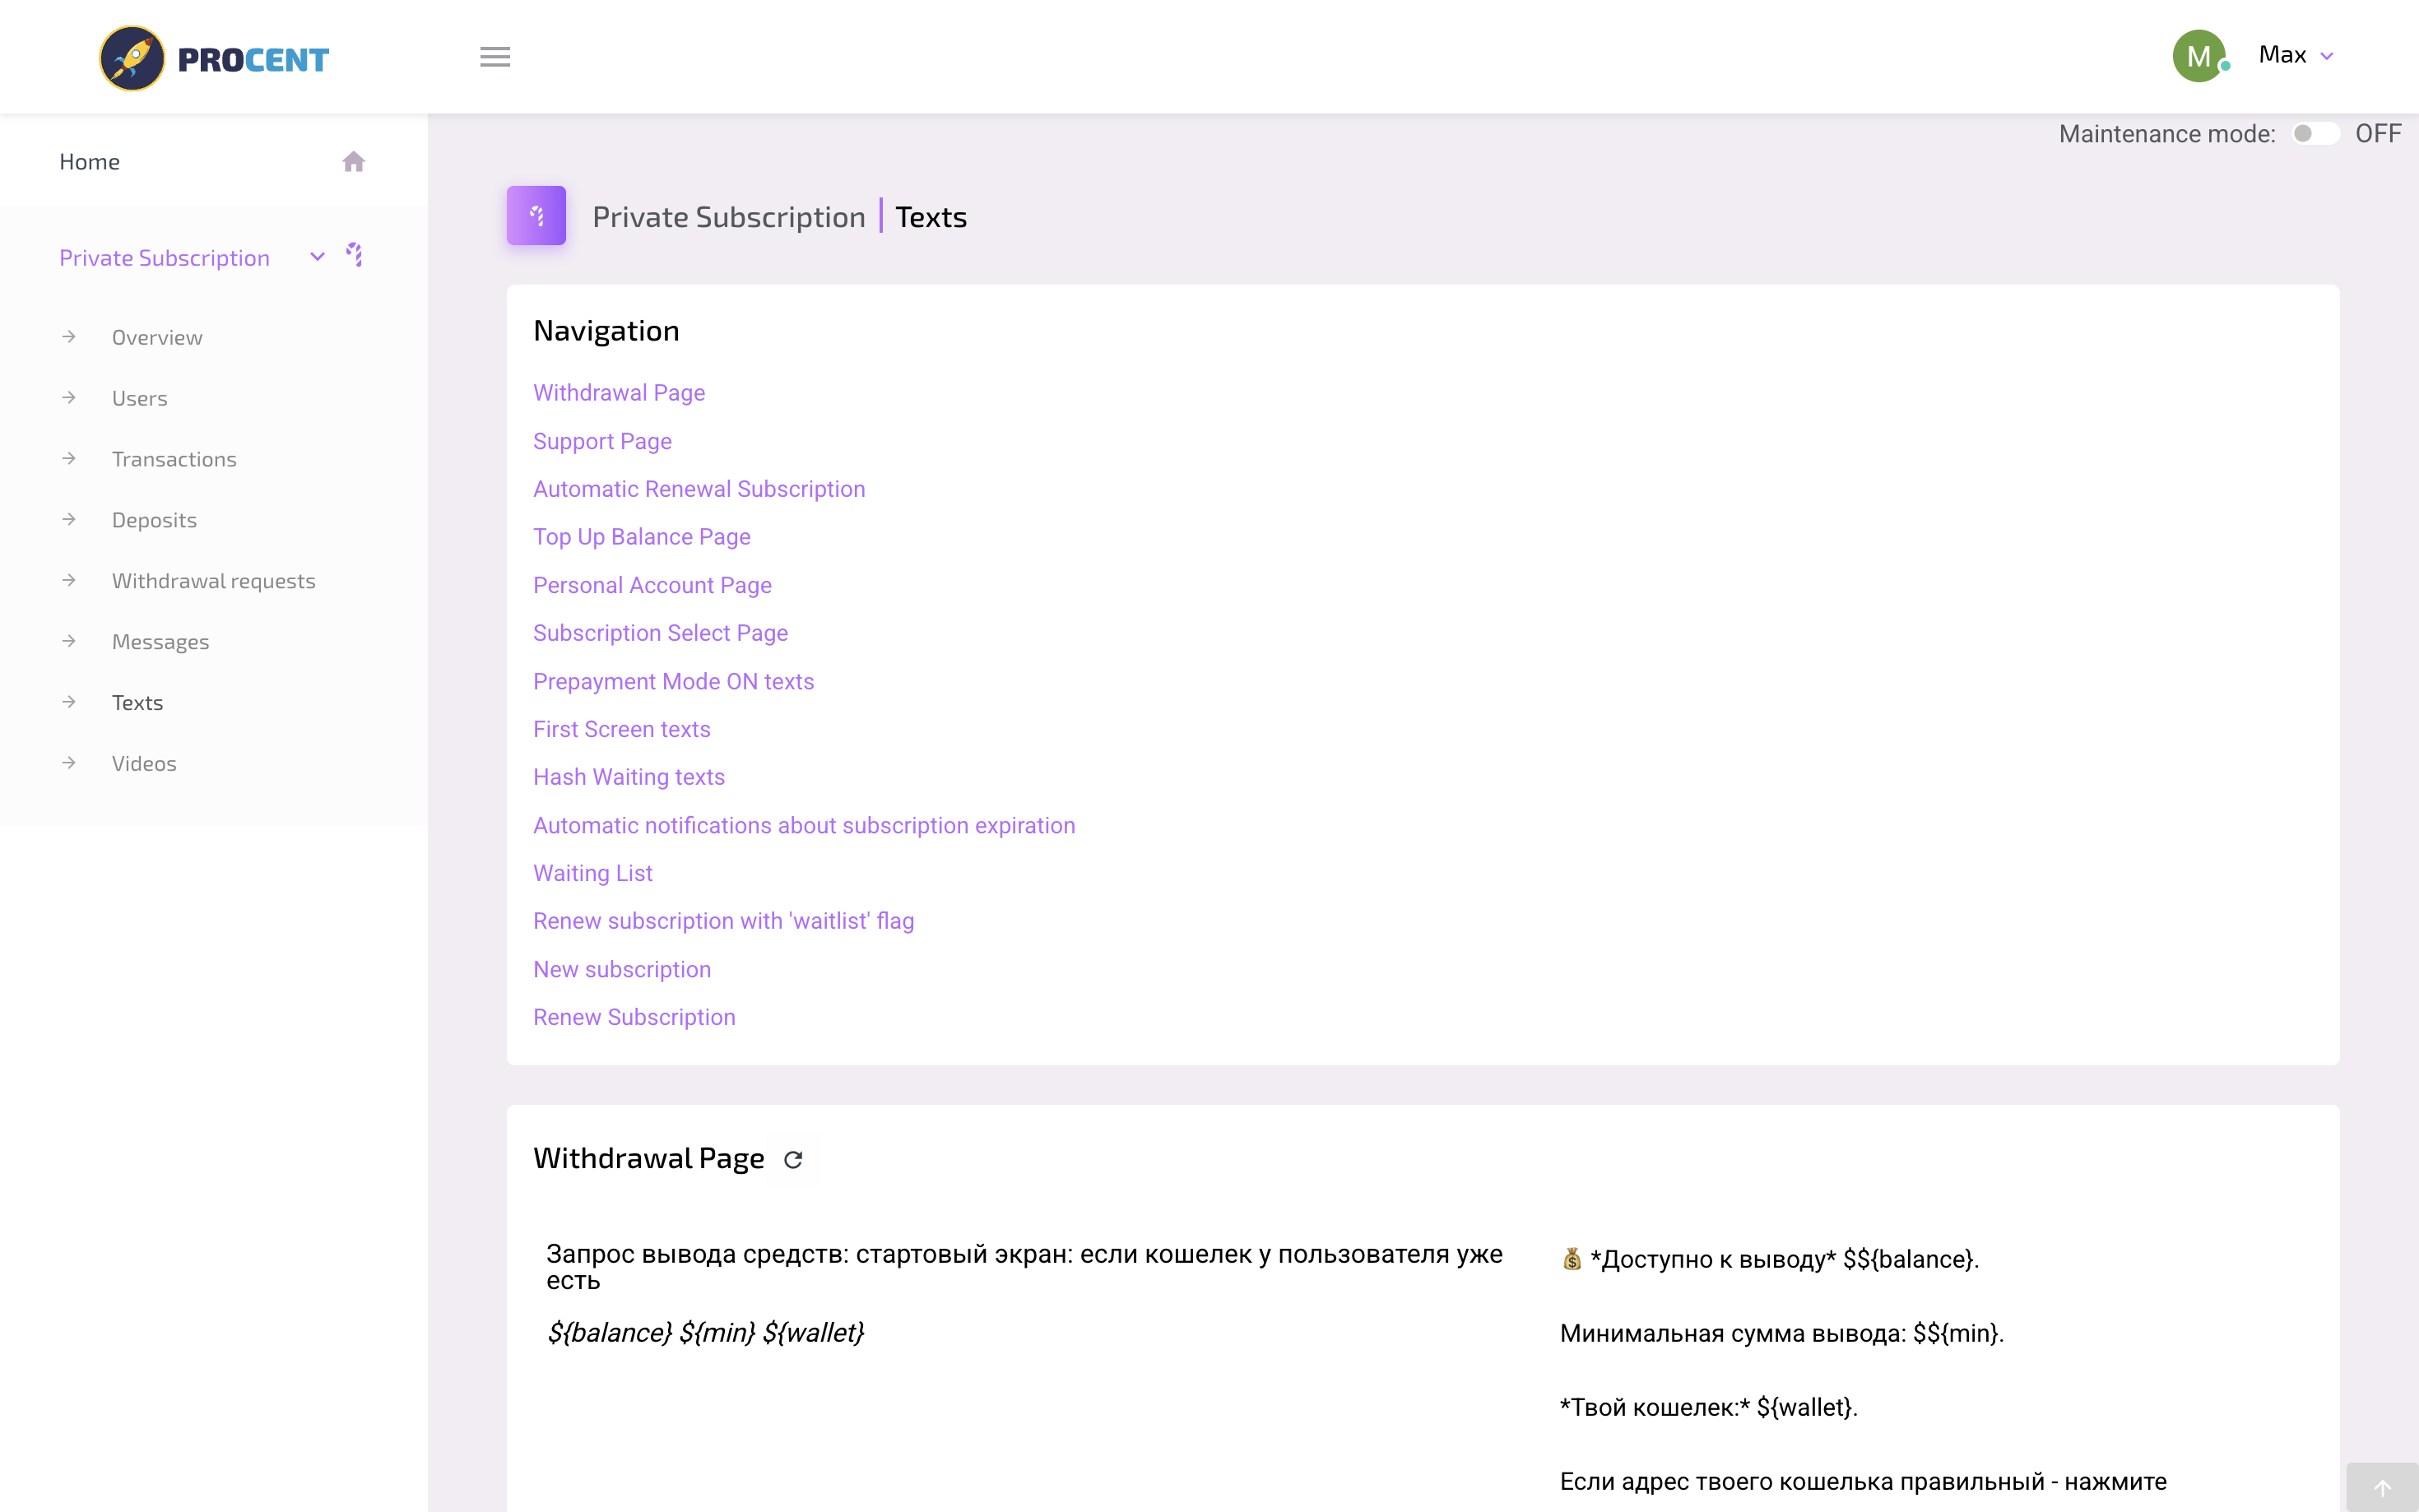 PROCENT
M
Max
Maintenance mode: OFF
Home
Private Subscription
Overview
Users
Transactions
Deposits
Withdrawal requests
Messages
Texts
Videos
Private Subscription
Texts
Navigation
Withdrawal Page
Support Page
Automatic Renewal Subscription
Top Up Balance Page
Personal Account Page
Subscription Select Page
Prepayment Mode ON texts
First Screen texts
Hash Waiting texts
Automatic notifications about subscription expiration
Waiting List
Renew subscription with 'waitlist' flag
New subscription
Renew Subscription
Withdrawal Page
Запрос вывода средств: стартовый экран: если кошелек у пользователя уже
есть
${balance} ${min} ${wallet}
💰 *Доступно к выводу* $${balance}.
Минимальная сумма вывода: $${min}.
*Твой кошелек:* ${wallet}.
Если адрес твоего кошелька правильный - нажмите